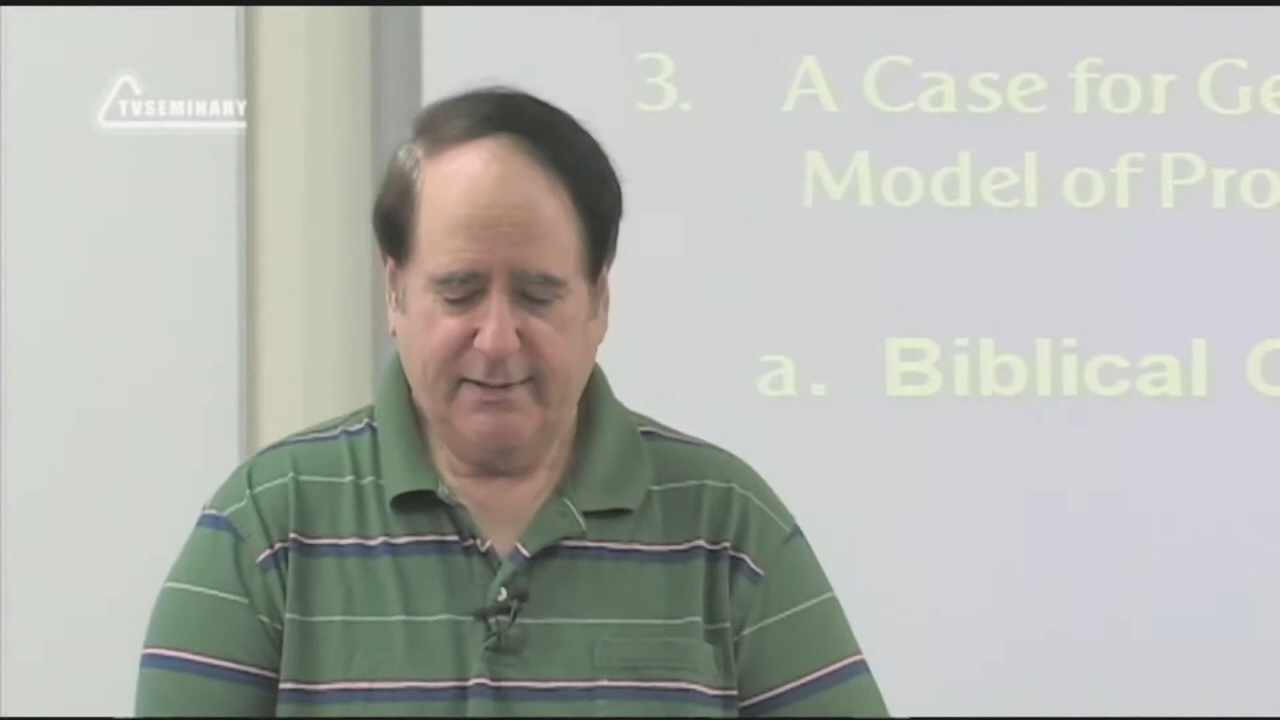 TVSEMINARY
3. A Case for Ge
Model of Pro
a. Biblical